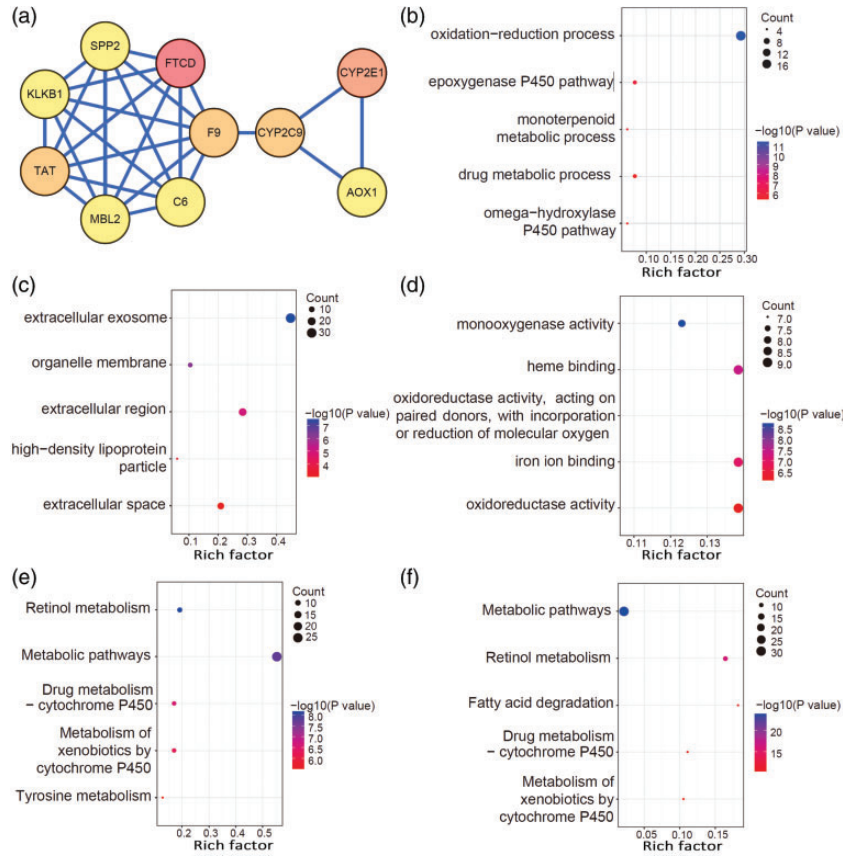 (a)
SPP2
FTCD
KLKB1
F9
TAT
MBL2
C6
CYP2C9
CYP2E1
AOX1
(b)
oxidation−reduction process
epoxygenase P450 pathway
monoterpenoid
metabolic process
drug metabolic process
omega−hydroxylase
P450 pathway
0.10 0.15 0.20 0.25 0.30
Rich factor
Count
4
8
12
16
−log10(P value)
11
10
9
8
7
6
(c)
extracellular exosome
organelle membrane
extracellular region
high−density lipoprotein
particle
extracellular space
0.1 0.2 0.3 0.4
Rich factor
Count
10
20
30
−log10(P value)
7
6
5
4
(d)
monooxygenase activity
heme binding
oxidoreductase activity, acting on
paired donors, with incorporation
or reduction of molecular oxygen
iron ion binding
oxidoreductase activity
0.11 0.12 0.13
Rich factor
Count
7.0
7.5
8.0
8.5
9.0
−log10(P value)
8.5
8.0
7.5
7.0
6.5
(e)
Retinol metabolism
Metabolic pathways
Drug metabolism
− cytochrome P450
Metabolism of
xenobiotics by
cytochrome P450
Tyrosine metabolism
0.2 0.3 0.4 0.5
Rich factor
Count
10
15
20
25
−log10(P value)
8.0
7.5
7.0
6.5
6.0
(f)
Metabolic pathways
Retinol metabolism
Fatty acid degradation
Drug metabolism
− cytochrome P450
Metabolism of
xenobiotics by
cytochrome P450
0.05 0.10 0.15
Rich factor
Count
10
15
20
25
30
−log10(P value)
20
15
10